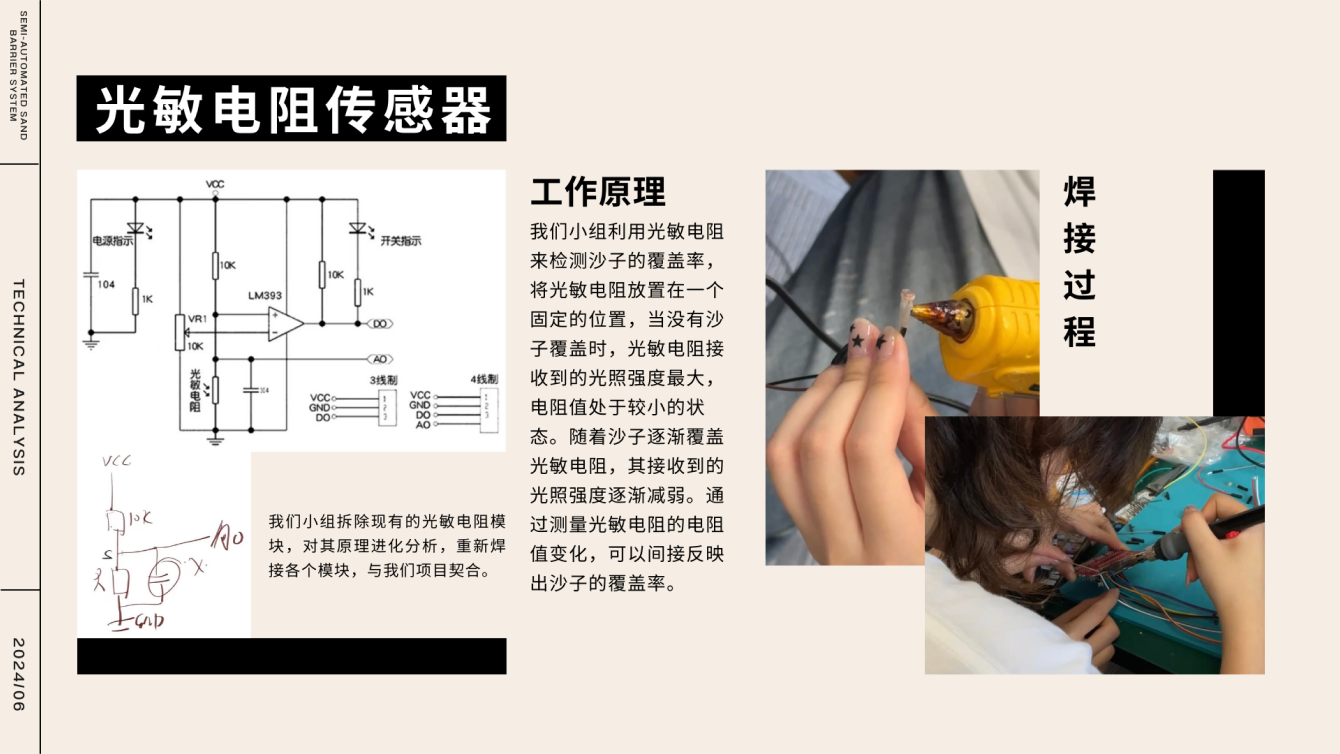 SEMI-AUTOMATED SAND
BARRIER SYSTEM
TECHNICAL ANALYSIS
2024/06
光敏电阻传感器
VCC
电源指示
开关指示
10K
10K
104
1K
1K
LM393
VR1
10K
DO
AO
光敏电阻
104
3线制
4线制
VCC
GND
DO
1
2
3
VCC
GND
DO
AO
1
2
3
VCC
10K
AO
GND
我们小组拆除现有的光敏电阻模
块，对其原理进化分析，重新焊
接各个模块，与我们项目契合。
工作原理
我们小组利用光敏电阻
来检测沙子的覆盖率，
将光敏电阻放置在一个
固定的位置，当没有沙
子覆盖时，光敏电阻接
收到的光照强度最大，
电阻值处于较小的状
态。随着沙子逐渐覆盖
光敏电阻，其接收到的
光照强度逐渐减弱。通
过测量光敏电阻的电阻
值变化，可以间接反映
出沙子的覆盖率。
焊接过程